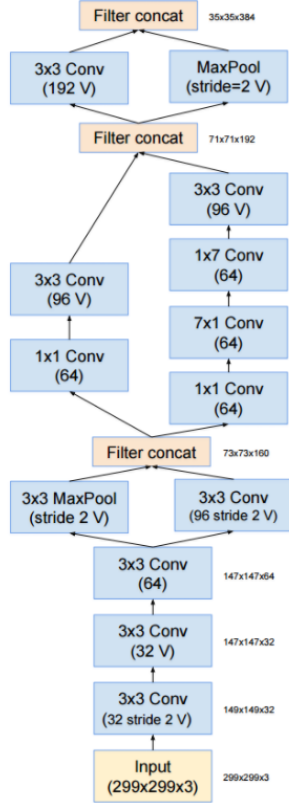 Filter concat
35x35x384
3x3 Conv
(192 V)
MaxPool
(stride=2 V)
Filter concat
71x71x192
3x3 Conv
(96 V)
1x7 Conv
(64)
3x3 Conv
(96 V)
7x1 Conv
(64)
1x1 Conv
(64)
1x1 Conv
(64)
Filter concat
73x73x160
3x3 MaxPool
(stride 2 V)
3x3 Conv
(96 stride 2 V)
3x3 Conv
(64)
147x147x64
3x3 Conv
(32 V)
147x147x32
3x3 Conv
(32 stride 2 V)
149x149x32
Input
(299x299x3)
299x299x3